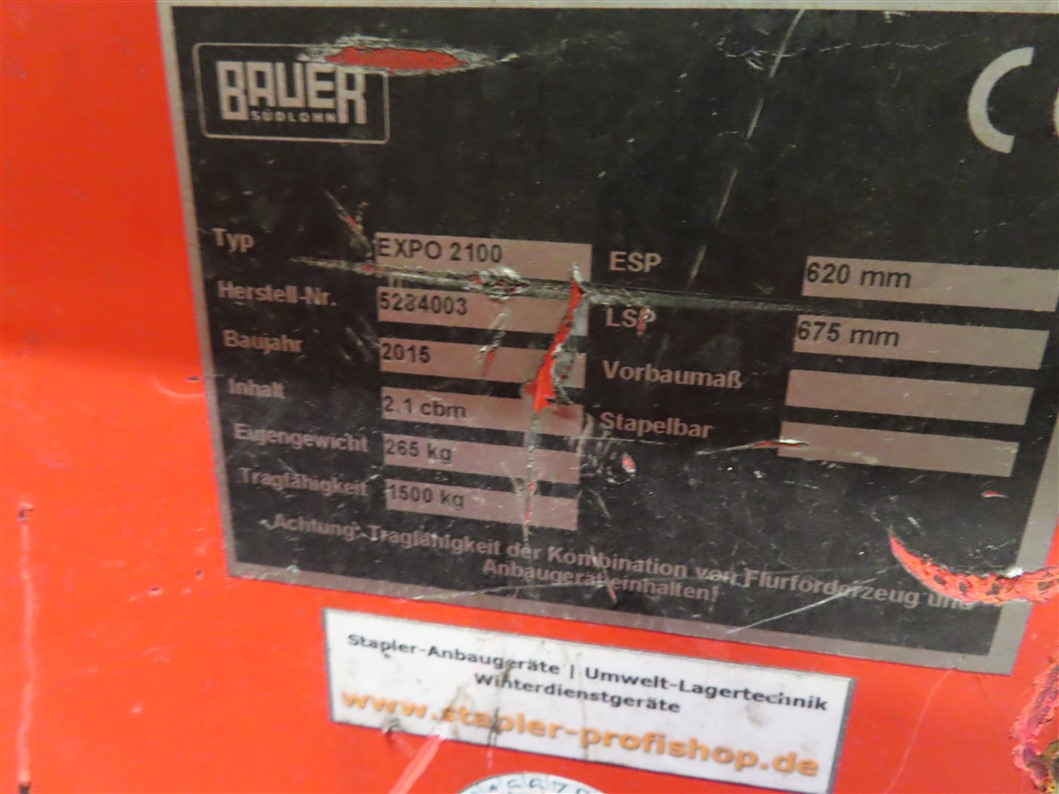 BAUER
SÜDLOHN
Typ EXPO 2100 ESP 620 mm
Herstell-Nr. 5284003 LSP 675 mm
Baujahr 2015 Vorbaumaß
Inhalt 2.1 cbm Stapelbar
Eigengewicht 265 kg
Tragfähigkeit 1500 kg
Achtung: Tragfähigkeit der Kombination von Flurförderzeug und
Anbaugerät einhalten!
Stapler-Anbaugeräte | Umwelt-Lagertechnik
Winterdienstgeräte
www.stapler-profishop.de